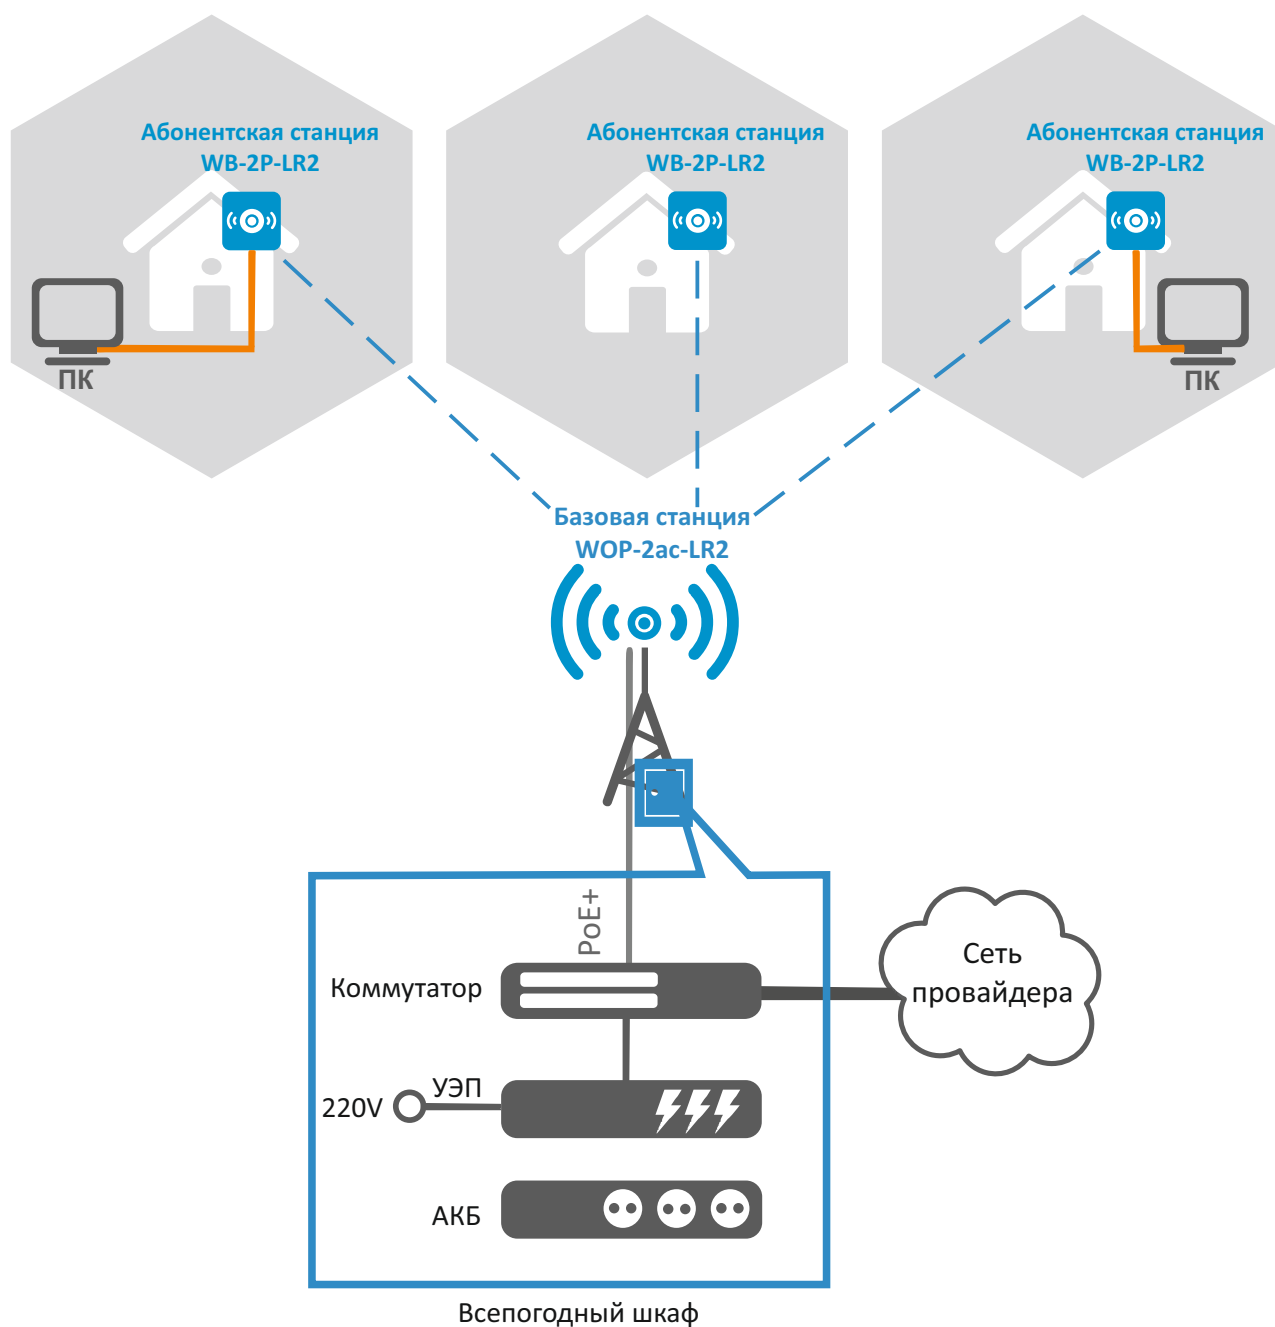 Абонентская станция
WB-2P-LR2
Абонентская станция
WB-2P-LR2
Абонентская станция
WB-2P-LR2
ПК
ПК
Базовая станция
WOP-2ac-LR2
PoE+
Коммутатор
Сеть
провайдера
УЭП
220V
АКБ
Всепогодный шкаф